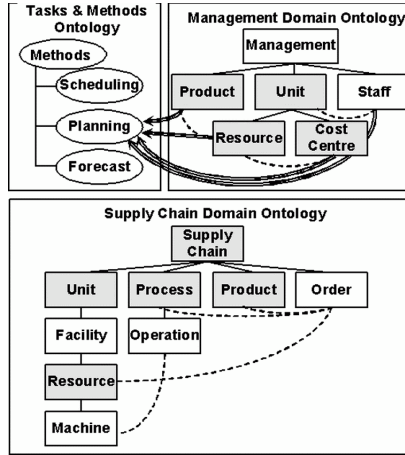 Tasks & Methods
Ontology
Methods
Scheduling
Planning
Forecast
Management Domain Ontology
Management
Product
Unit
Staff
Resource
Cost
Centre
Supply Chain Domain Ontology
Supply
Chain
Unit
Process
Product
Order
Facility
Operation
Resource
Machine